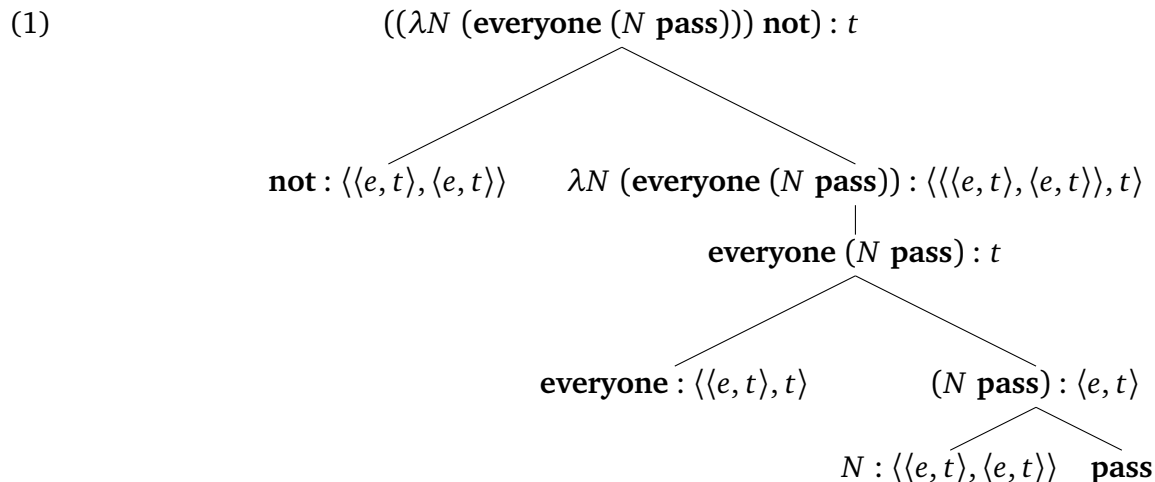 (1) ((λN (everyone (N pass))) not) : t
not : ⟨⟨e, t⟩, ⟨e, t⟩⟩ λN (everyone (N pass)) : ⟨⟨⟨e, t⟩, ⟨e, t⟩⟩, t⟩
everyone (N pass) : t
everyone : ⟨⟨e, t⟩, t⟩ (N pass) : ⟨e, t⟩
N : ⟨⟨e, t⟩, ⟨e, t⟩⟩ pass